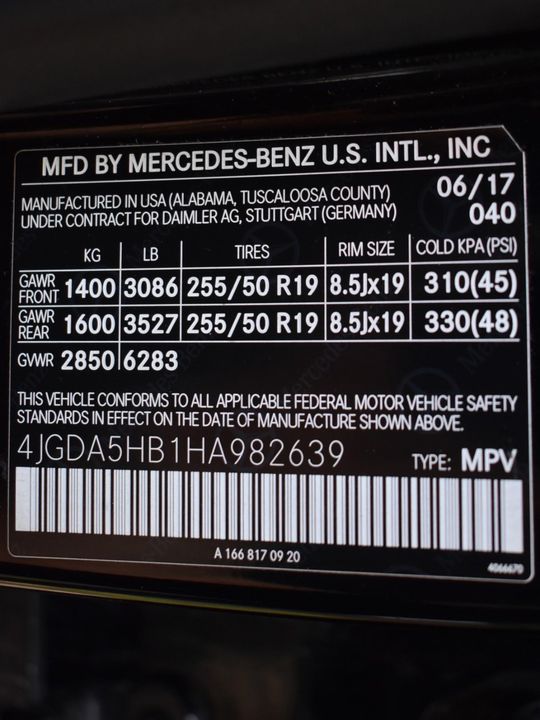 MFD BY MERCEDES-BENZ U.S. INTL., INC
MANUFACTURED IN USA (ALABAMA, TUSCALOOSA COUNTY) 06/17
UNDER CONTRACT FOR DAIMLER AG, STUTTGART (GERMANY) 040
KG LB TIRES RIM SIZE COLD KPA (PSI)
GAWR FRONT 1400 3086 255/50 R19 8.5Jx19 310(45)
GAWR REAR 1600 3527 255/50 R19 8.5Jx19 330(48)
GVWR 2850 6283
THIS VEHICLE CONFORMS TO ALL APPLICABLE FEDERAL MOTOR VEHICLE SAFETY
STANDARDS IN EFFECT ON THE DATE OF MANUFACTURE SHOWN ABOVE.
4JGDA5HB1HA982639 TYPE: MPV
A 166 817 09 20
4066670